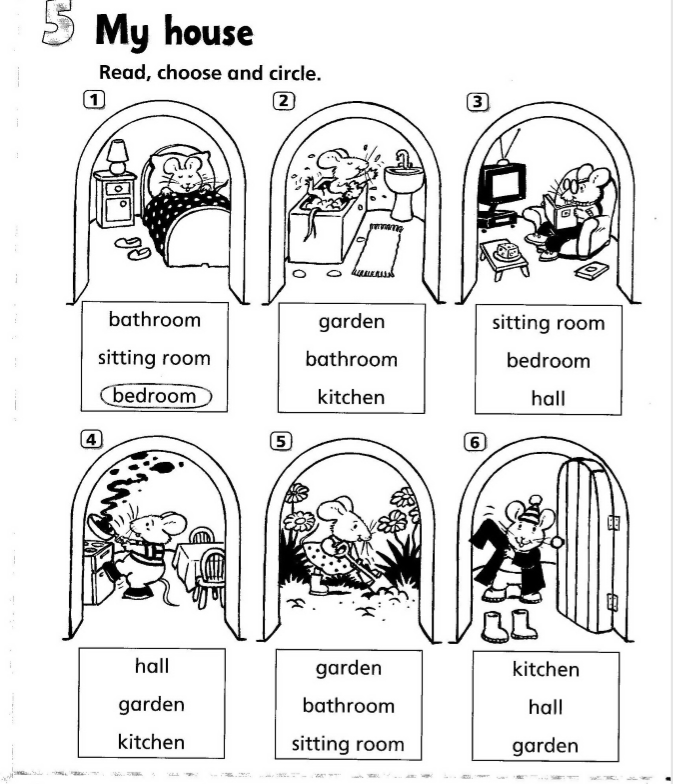 5 My house
Read, choose and circle.
1
2
3
bathroom
sitting room
bedroom
garden
bathroom
kitchen
sitting room
bedroom
hall
4
5
6
hall
garden
kitchen
garden
bathroom
sitting room
kitchen
hall
garden